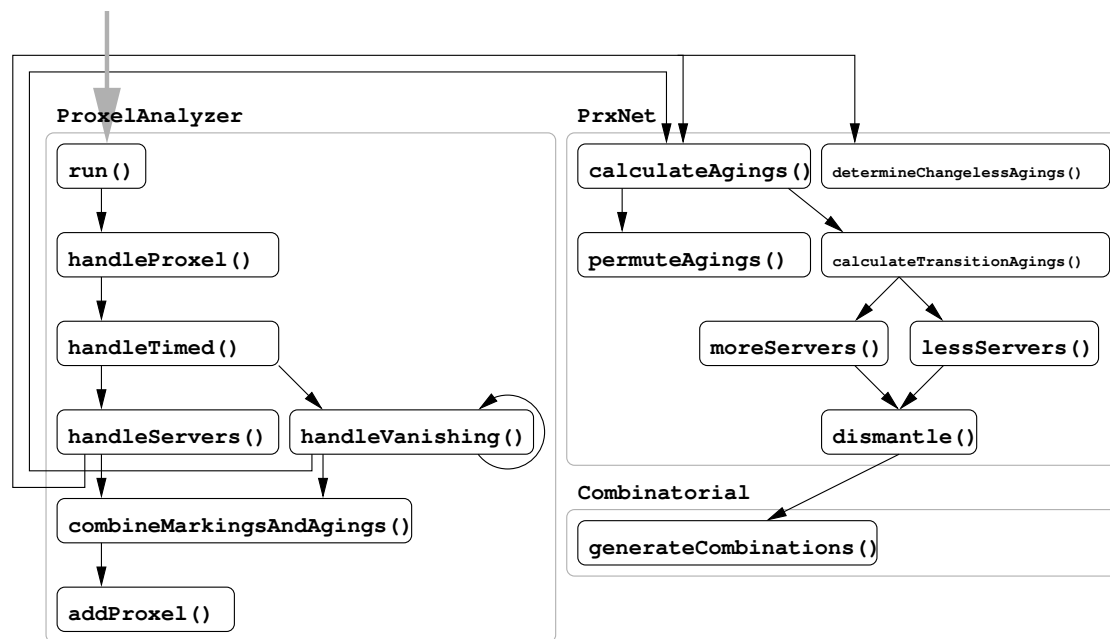 ProxelAnalyzer
run()
handleProxel()
handleTimed()
handleServers()
handleVanishing()
combineMarkingsAndAgings()
addProxel()
PrxNet
calculateAgings()
determineChangelessAgings()
permuteAgings()
calculateTransitionAgings()
moreServers()
lessServers()
dismantle()
Combinatorial
generateCombinations()